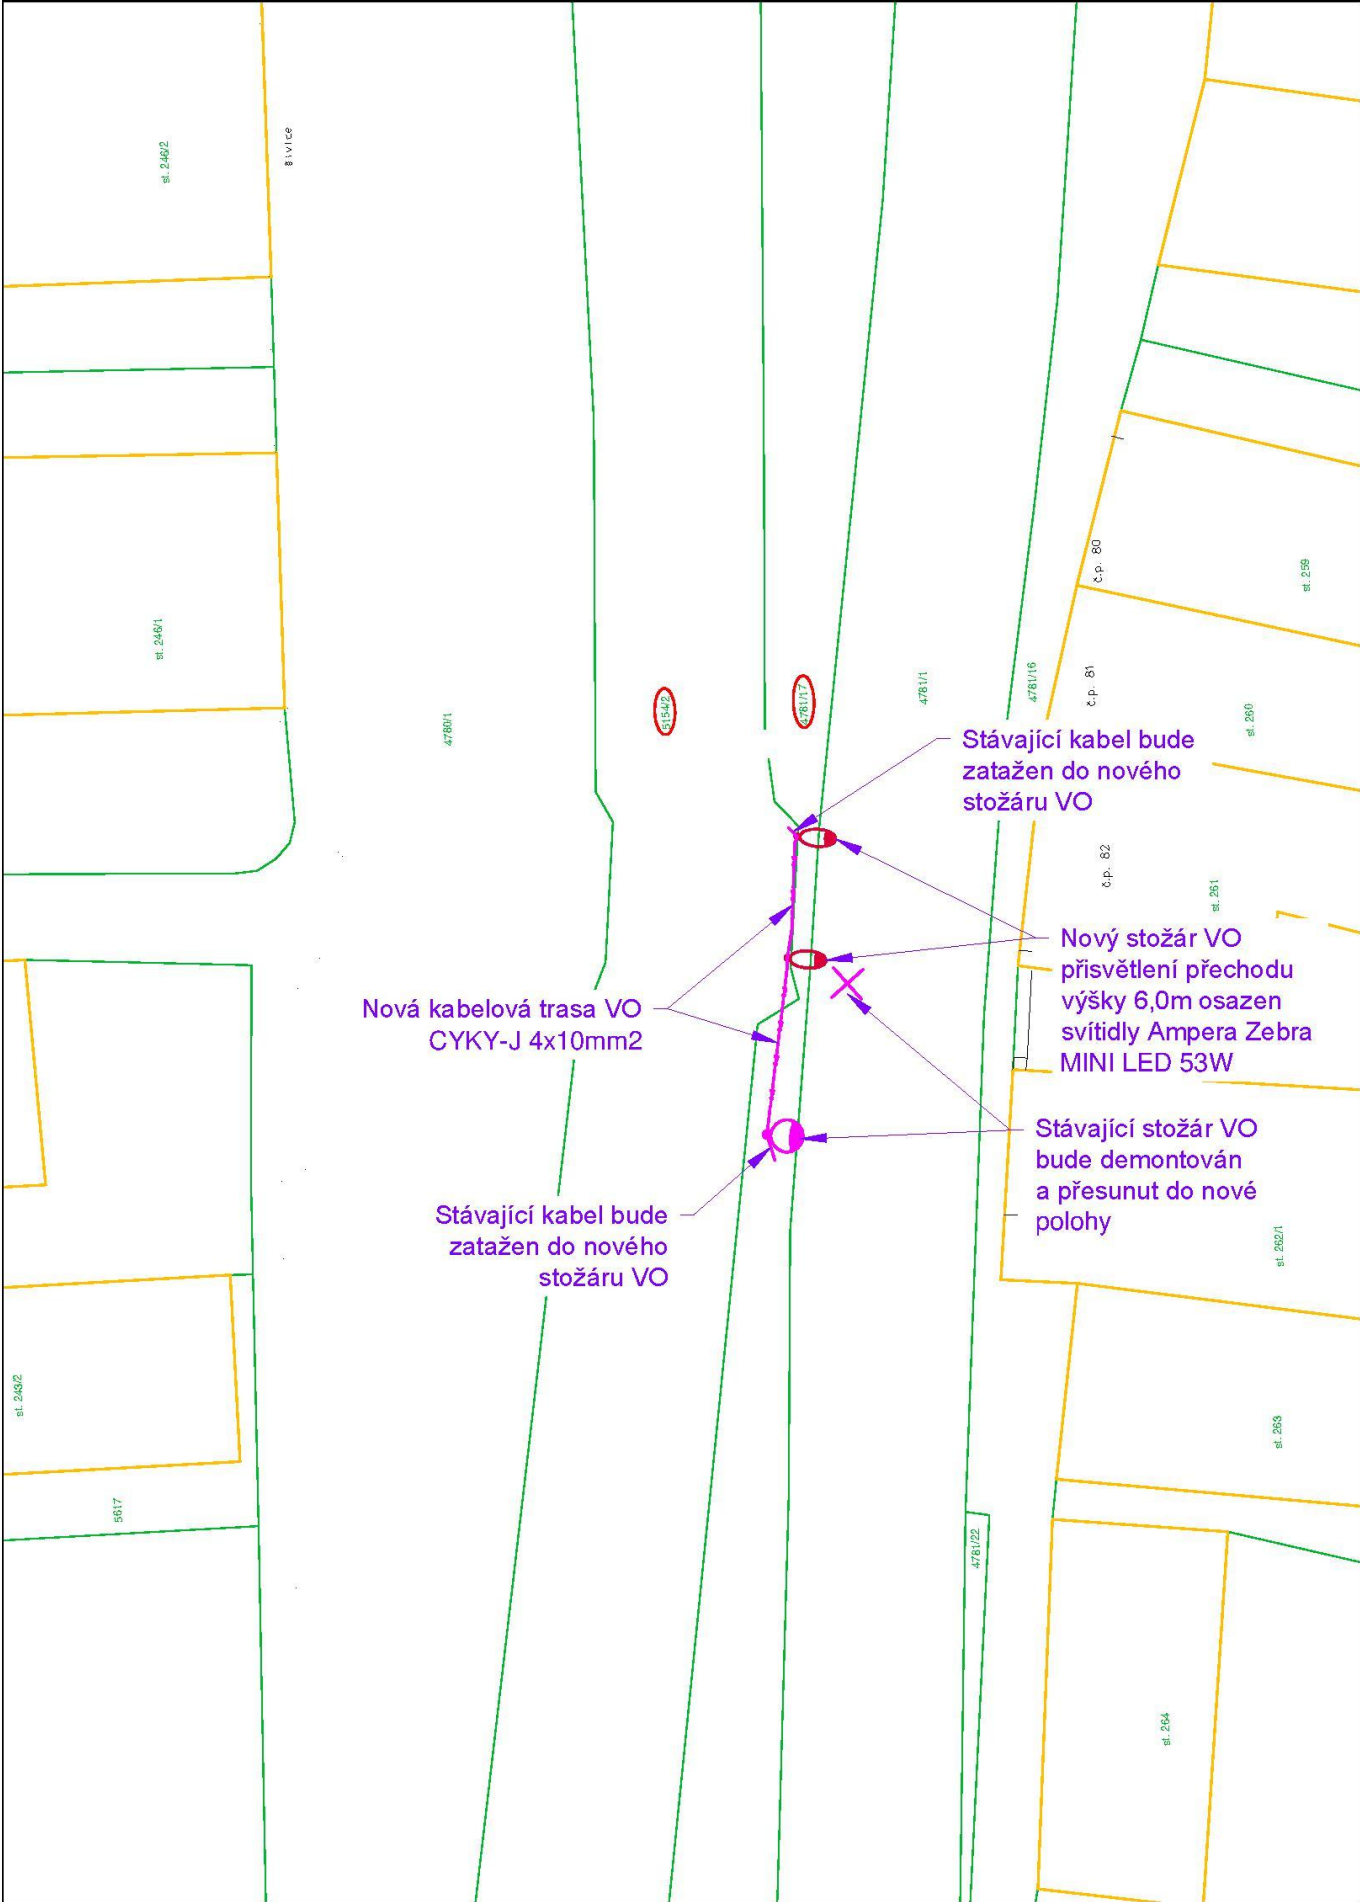 st. 246/2
Sivice
st. 246/1
4780/1
5154/2
4781/17
4781/1
4781/16
č.p. 80
č.p. 81
č.p. 82
st. 259
st. 260
st. 261
Stávající kabel bude
zatažen do nového
stožáru VO
Nový stožár VO
přisvětlení přechodu
výšky 6,0m osazen
svítidly Ampera Zebra
MINI LED 53W
Nová kabelová trasa VO
CYKY-J 4x10mm2
Stávající stožár VO
bude demontován
a přesunut do nové
polohy
Stávající kabel bude
zatažen do nového
stožáru VO
st. 262/1
st. 243/2
st. 263
5617
4781/22
st. 264